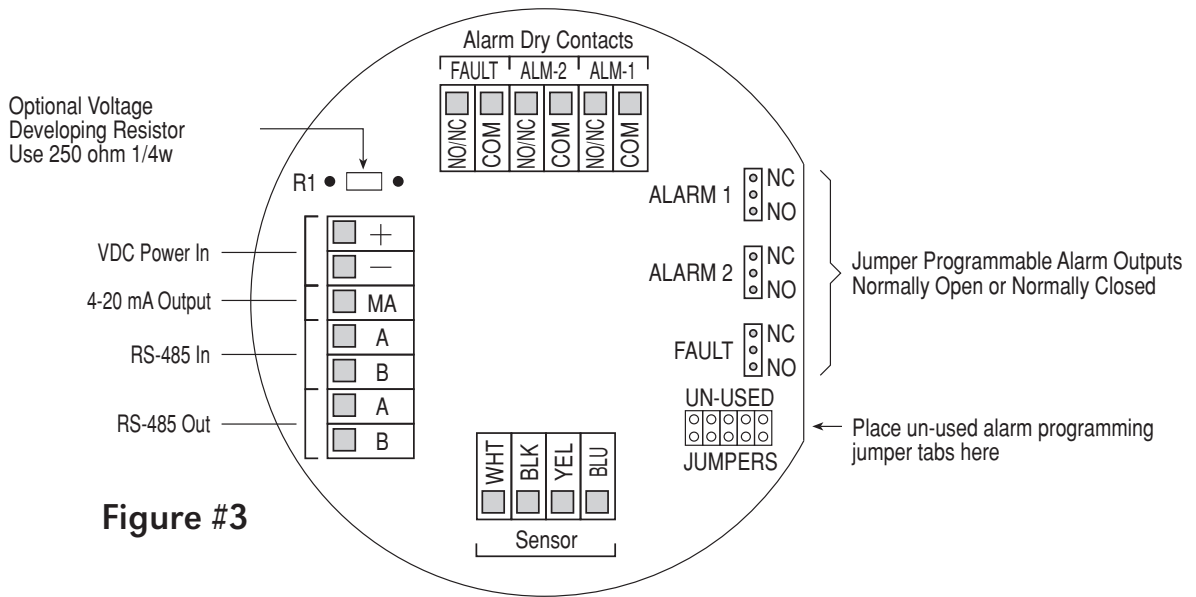 Alarm Dry Contacts
FAULT ALM-2 ALM-1
NO/NC COM NO/NC COM NO/NC COM
Optional Voltage
Developing Resistor
Use 250 ohm 1/4w
R1
VDC Power In
+
−
4-20 mA Output
MA
RS-485 In
A
B
RS-485 Out
A
B
ALARM 1
NC
NO
ALARM 2
NC
NO
FAULT
NC
NO
Jumper Programmable Alarm Outputs
Normally Open or Normally Closed
UN-USED
JUMPERS
Place un-used alarm programming
jumper tabs here
WHT BLK YEL BLU
Sensor
Figure #3